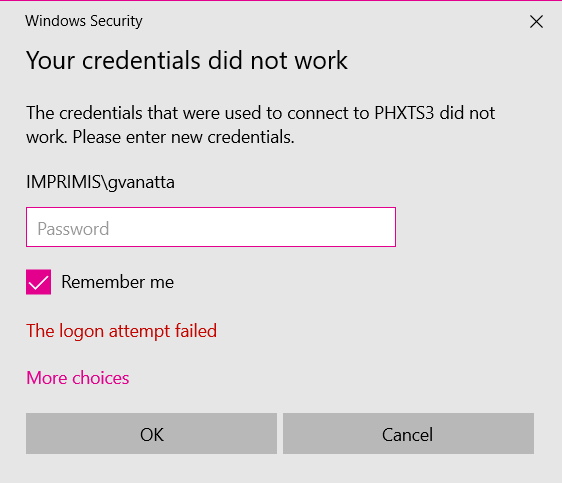 Windows Security
Your credentials did not work
The credentials that were used to connect to PHXTS3 did not
work. Please enter new credentials.
IMPRIMIS\gvanatta
Password
Remember me
The logon attempt failed
More choices
OK
Cancel